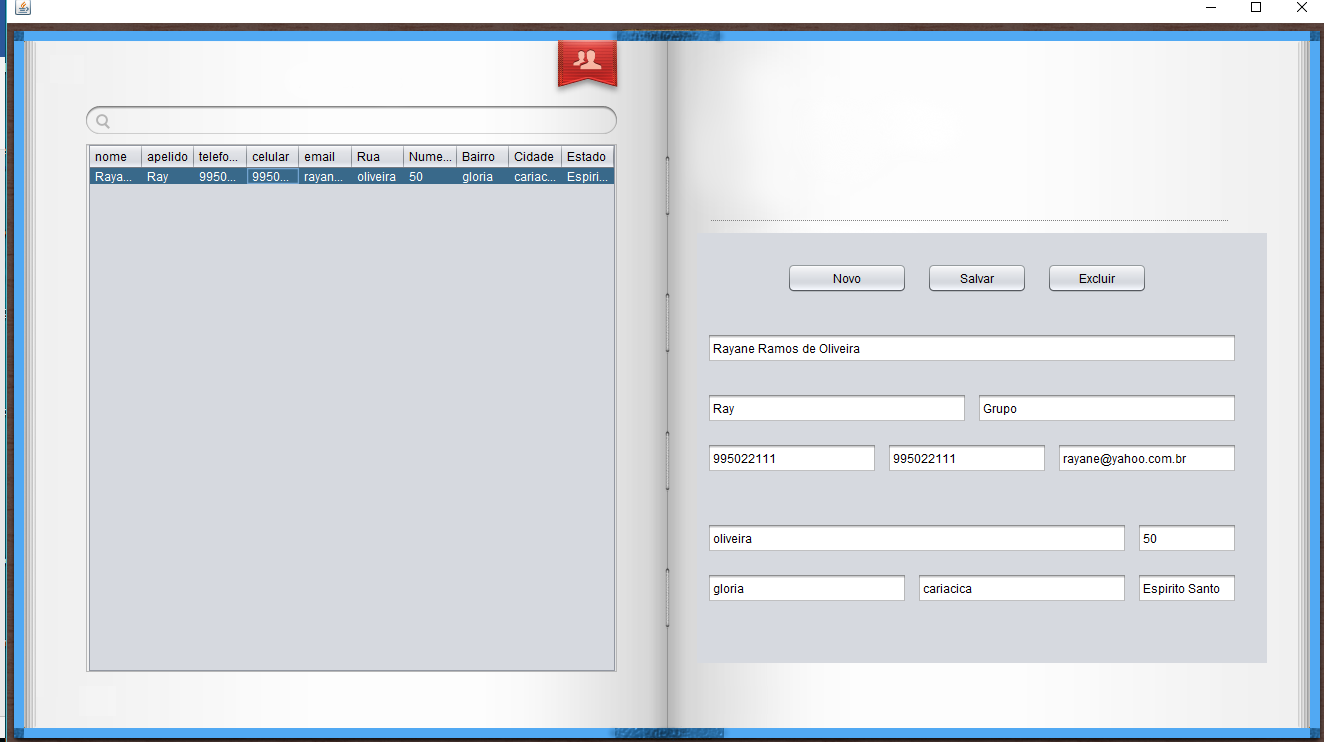 nome apelido telefo... celular email Rua Nume... Bairro Cidade Estado
Raya... Ray 9950... 9950... rayan... oliveira 50 gloria cariac... Espiri...
Novo Salvar Excluir
Rayane Ramos de Oliveira
Ray Grupo
995022111 995022111 rayane@yahoo.com.br
oliveira 50
gloria cariacica Espirito Santo